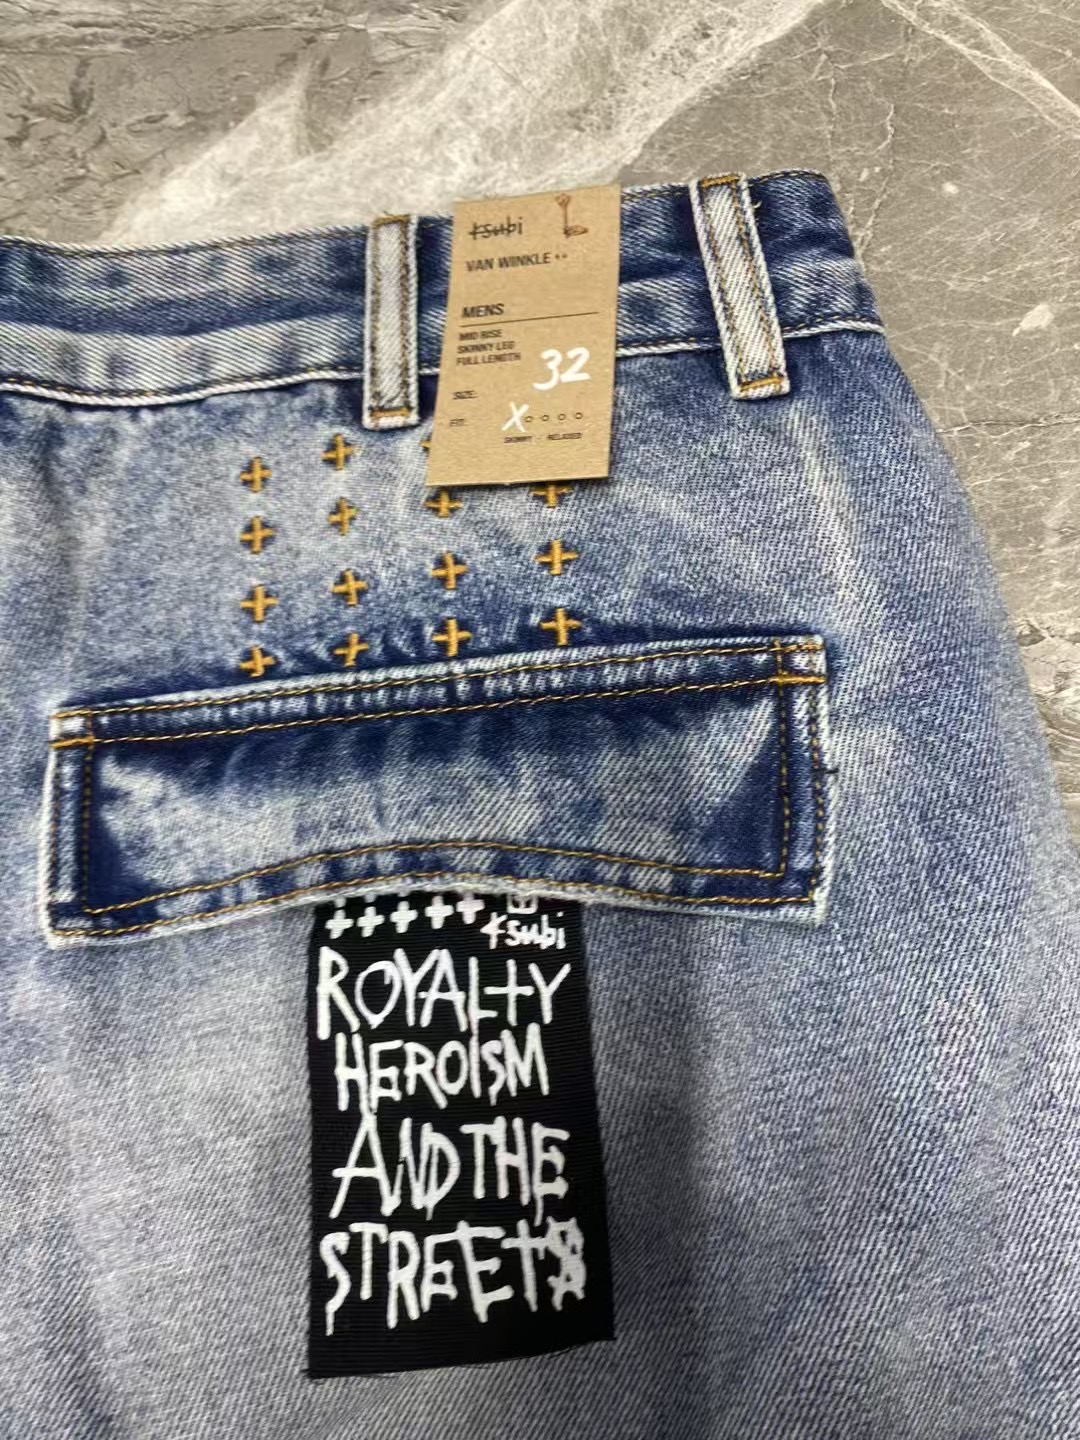 ksubi
VAN WINKLE ++
MENS
MID RISE
SKINNY LEG
FULL LENGTH
SIZE: 32
FIT: X o o o o
SKINNY - RELAXED
+++++ ksubi
ROYALTY
HEROISM
AND THE
STREETS